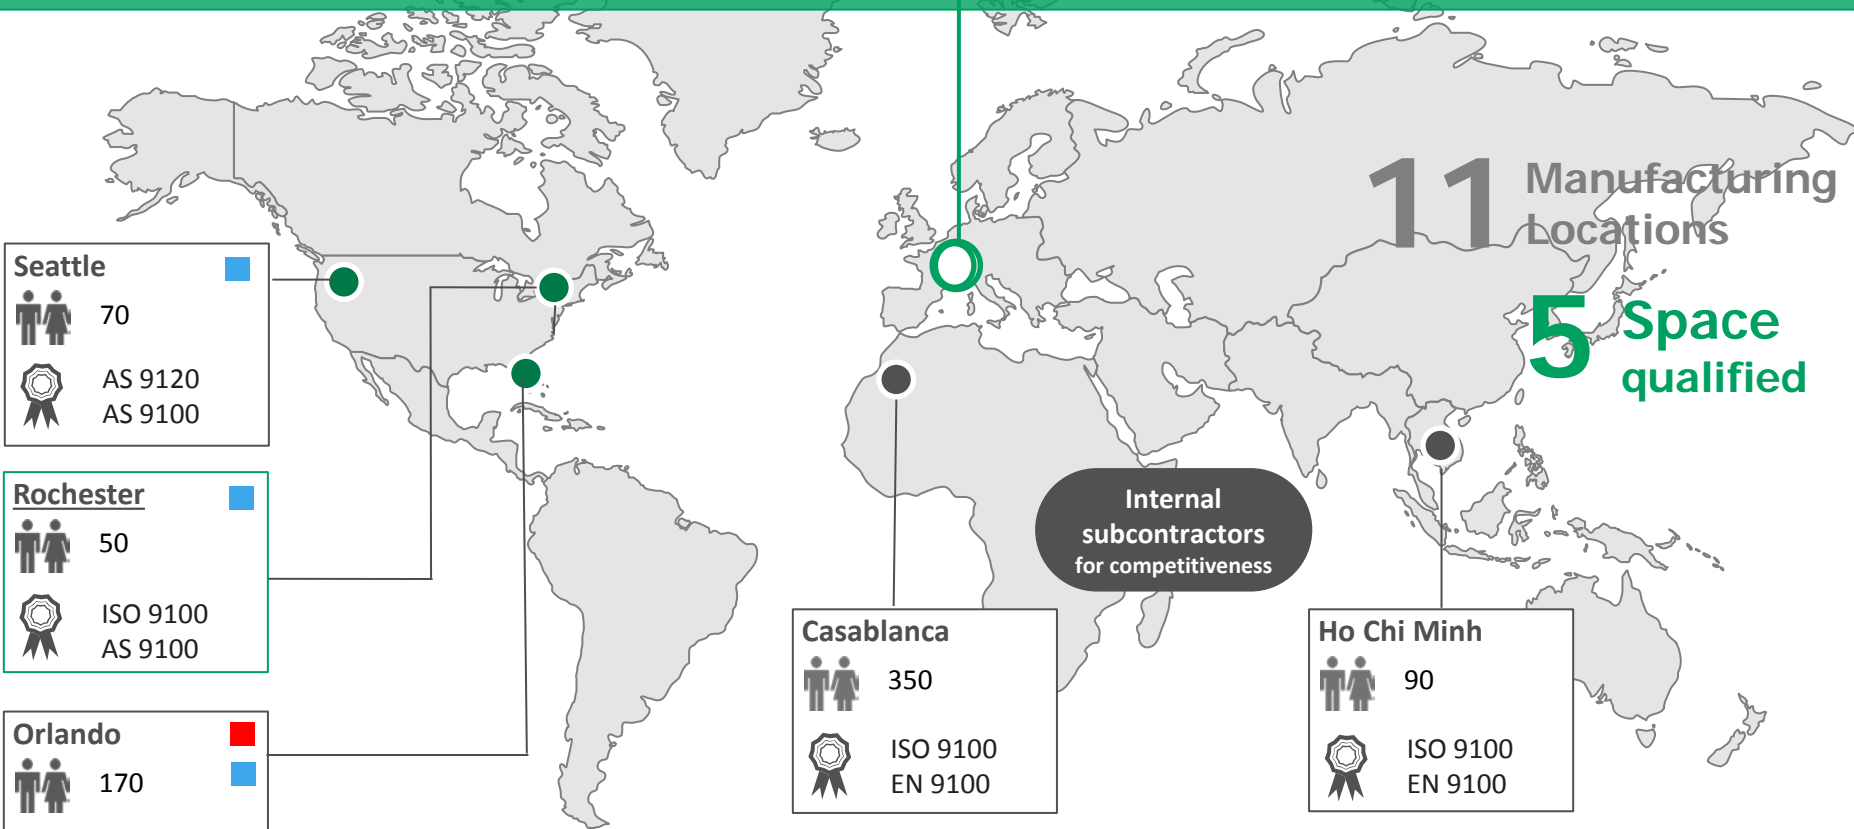 11 Manufacturing
Locations
5 Space
qualified
Seattle
70
AS 9120
AS 9100
Rochester
50
ISO 9100
AS 9100
Orlando
170
Internal
subcontractors
for competitiveness
Casablanca
350
ISO 9100
EN 9100
Ho Chi Minh
90
ISO 9100
EN 9100